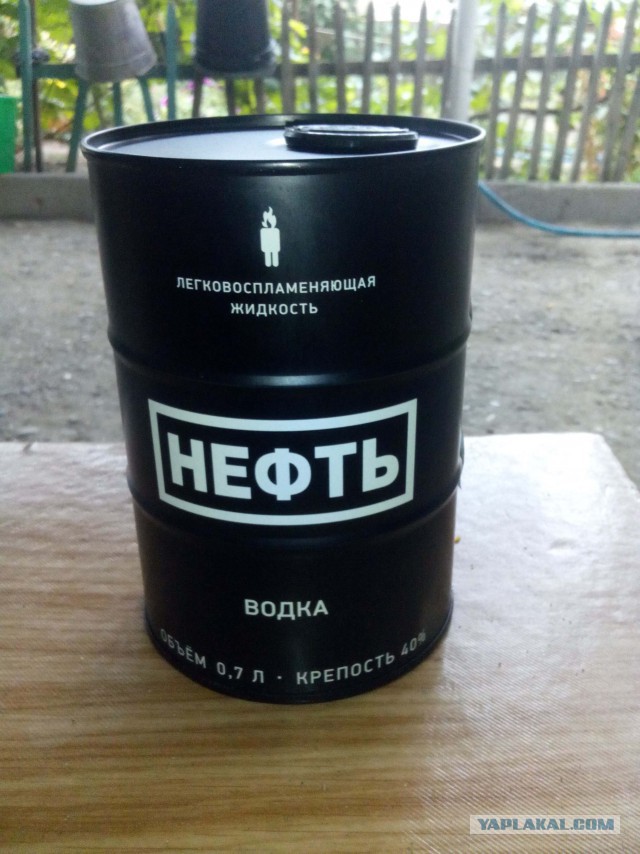 ЛЕГКОВОСПЛАМЕНЯЮЩАЯ
ЖИДКОСТЬ
НЕФТЬ
ВОДКА
ОБЪЁМ 0,7 Л · КРЕПОСТЬ 40%
YAPLAKAL.COM